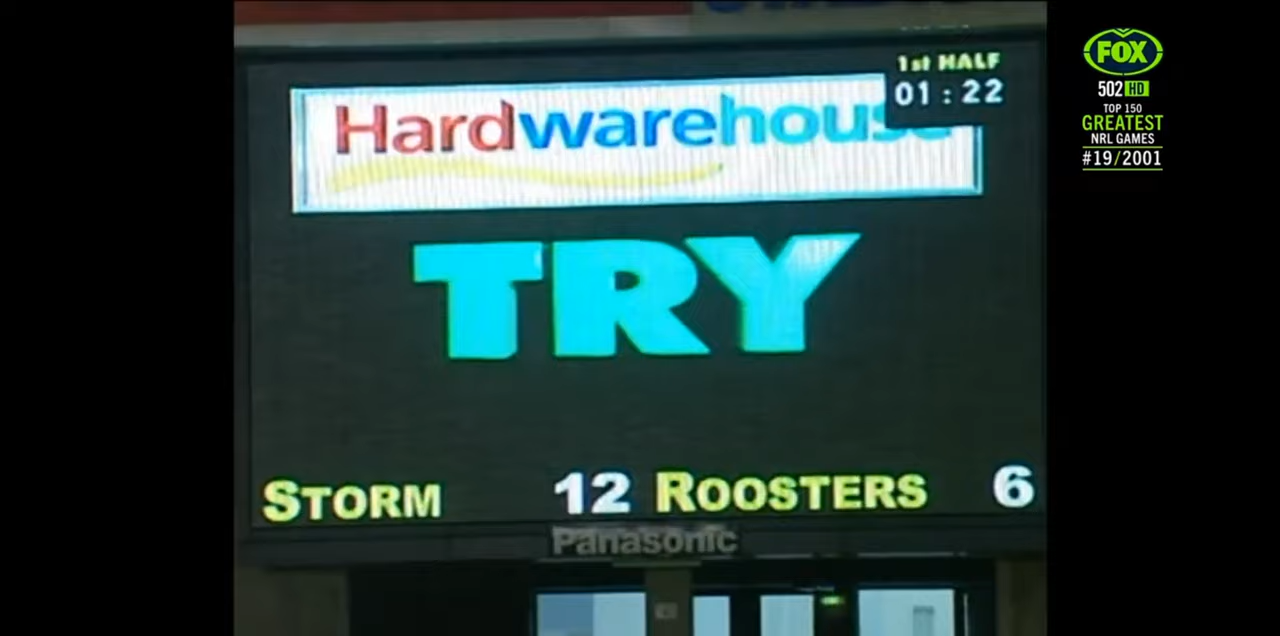 1st HALF
01:22
Hardwarehouse
TRY
STORM 12 ROOSTERS 6
Panasonic
FOX
502 HD
TOP 150
GREATEST
NRL GAMES
#19/2001